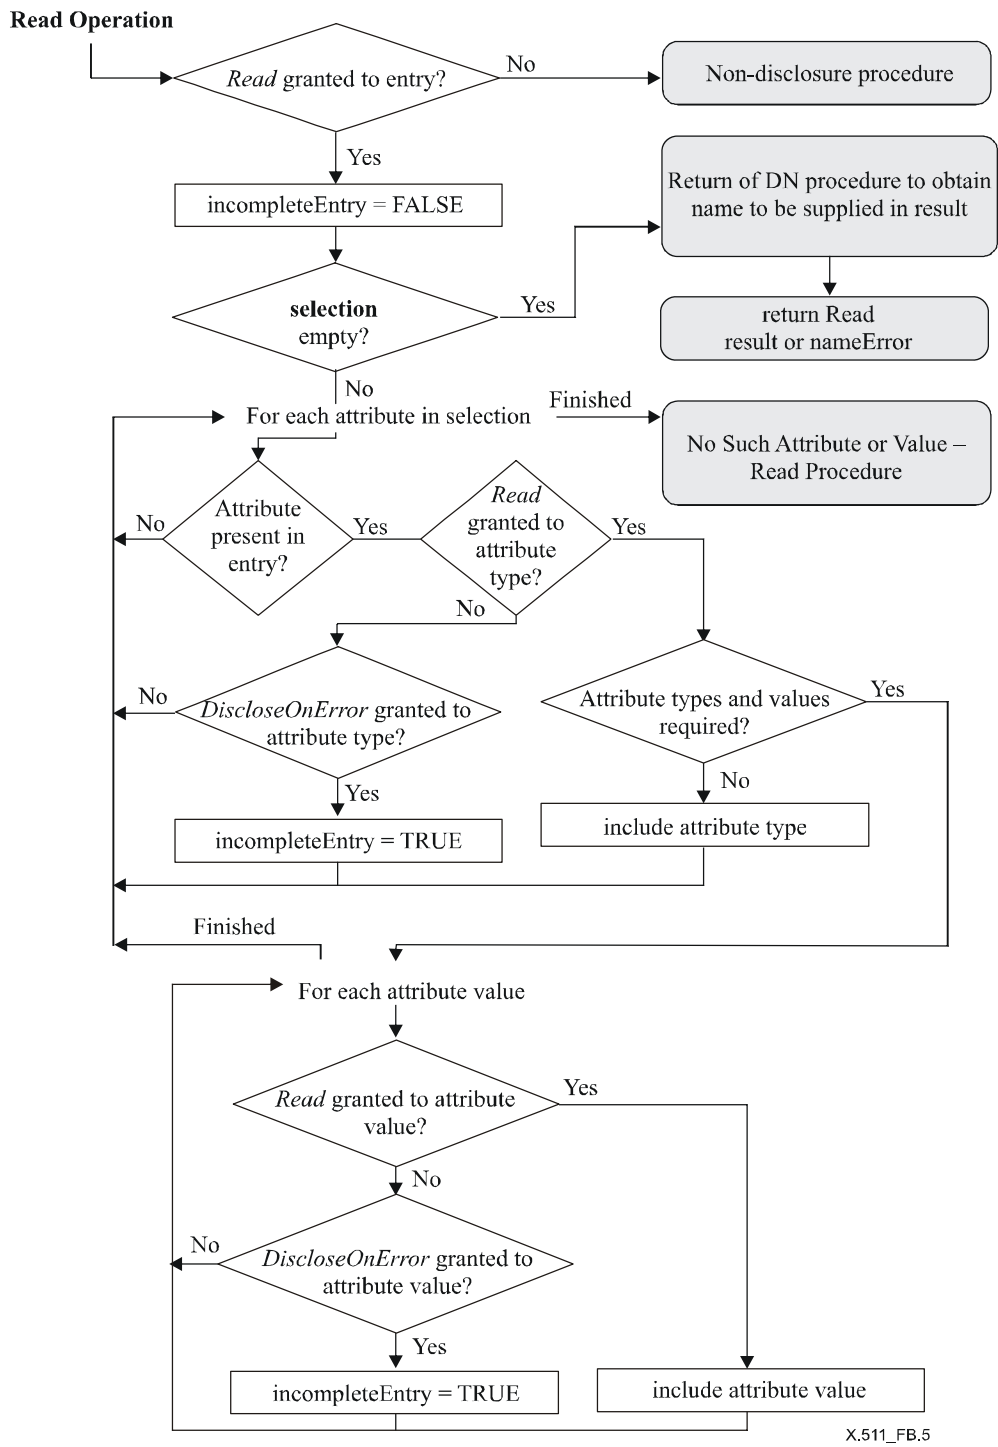 Read Operation
Read granted to entry?
No
Non-disclosure procedure
Yes
incompleteEntry = FALSE
Return of DN procedure to obtain
name to be supplied in result
selection
empty?
Yes
return Read
result or nameError
No
For each attribute in selection
Finished
No Such Attribute or Value –
Read Procedure
No
Attribute
present in
entry?
Yes
Read
granted to
attribute
type?
Yes
No
No
DiscloseOnError granted to
attribute type?
Attribute types and values
required?
Yes
Yes
No
incompleteEntry = TRUE
include attribute type
Finished
For each attribute value
Read granted to attribute
value?
Yes
No
No
DiscloseOnError granted to
attribute value?
Yes
incompleteEntry = TRUE
include attribute value
X.511_FB.5